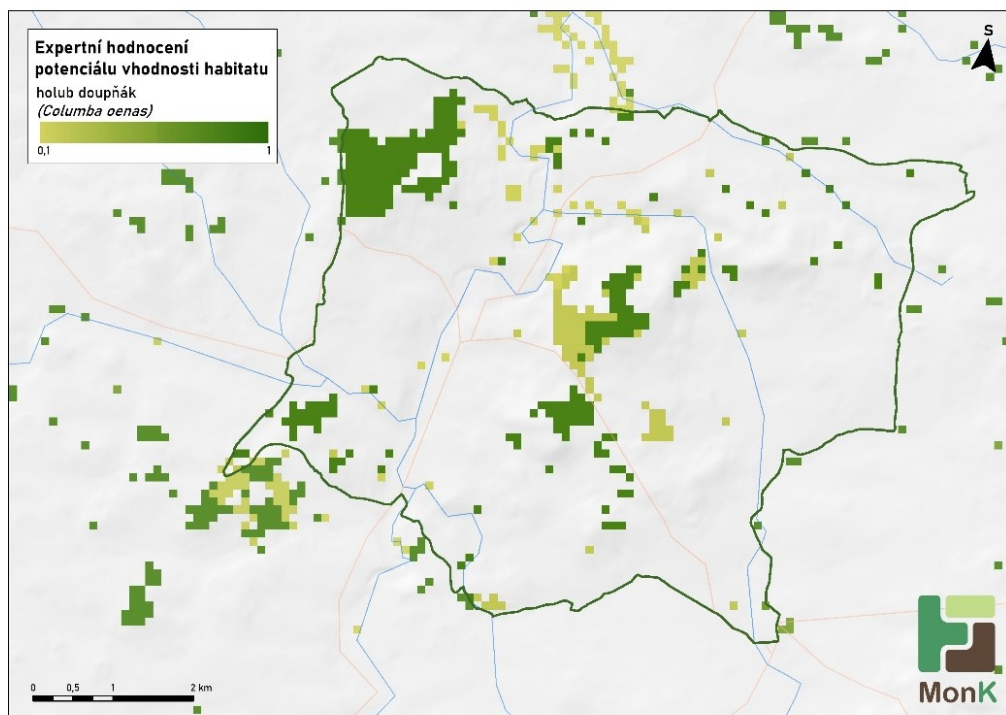 Expertní hodnocení
potenciálu vhodnosti habitatu
holub doupňák
(Columba oenas)
0,1 1
S
0 0,5 1 2 km
MonK